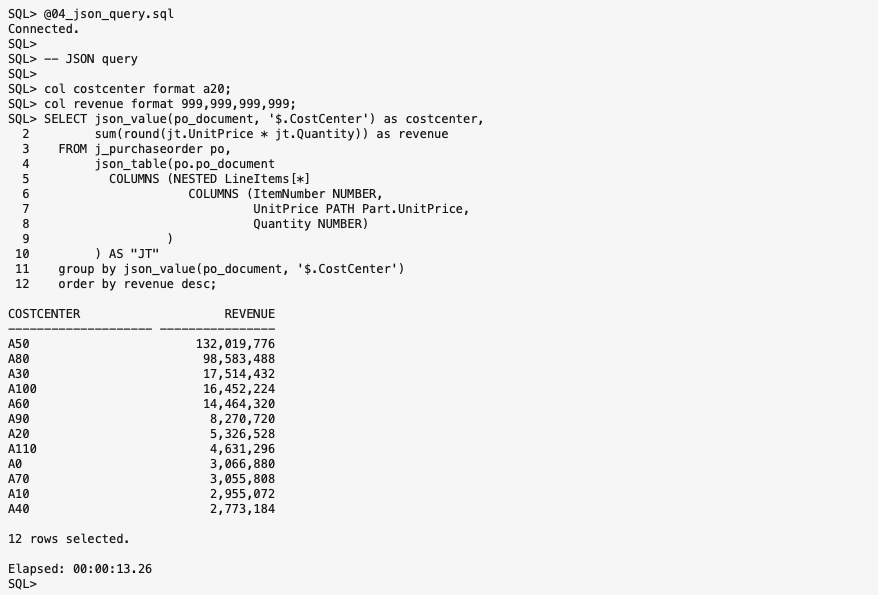 SQL> @04_json_query.sql
Connected.
SQL>
SQL> -- JSON query
SQL>
SQL> col costcenter format a20;
SQL> col revenue format 999,999,999,999;
SQL> SELECT json_value(po_document, '$.CostCenter') as costcenter,
  2         sum(round(jt.UnitPrice * jt.Quantity)) as revenue
  3    FROM j_purchaseorder po,
  4         json_table(po.po_document
  5           COLUMNS (NESTED LineItems[*]
  6                      COLUMNS (ItemNumber NUMBER,
  7                               UnitPrice PATH Part.UnitPrice,
  8                               Quantity NUMBER)
  9                   )
 10         ) AS "JT"
 11    group by json_value(po_document, '$.CostCenter')
 12    order by revenue desc;
COSTCENTER                    REVENUE
-------------------- ----------------
A50                       132,019,776
A80                        98,583,488
A30                        17,514,432
A100                       16,452,224
A60                        14,464,320
A90                         8,270,720
A20                         5,326,528
A110                        4,631,296
A0                          3,066,880
A70                         3,055,808
A10                         2,955,072
A40                         2,773,184
12 rows selected.
Elapsed: 00:00:13.26
SQL>